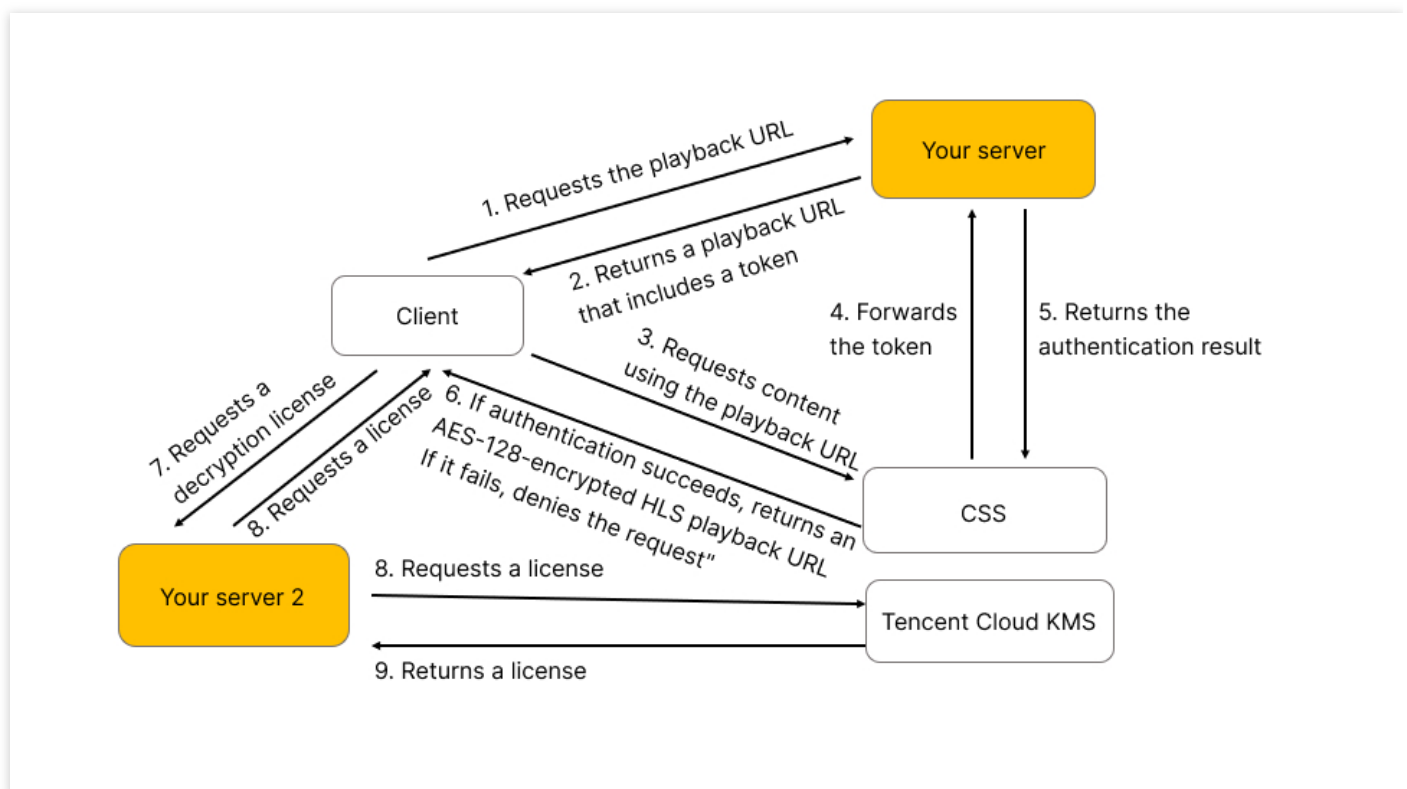 Your server
1. Requests the playback URL
2. Returns a playback URL
that includes a token
Client
4. Forwards
the token
5. Returns the
authentication result
3. Requests content
using the playback URL
6. If authentication succeeds, returns an
AES-128-encrypted HLS playback URL
If it fails, denies the request"
7. Requests a
decryption license
8. Requests a license
CSS
Your server 2
8. Requests a license
Tencent Cloud KMS
9. Returns a license